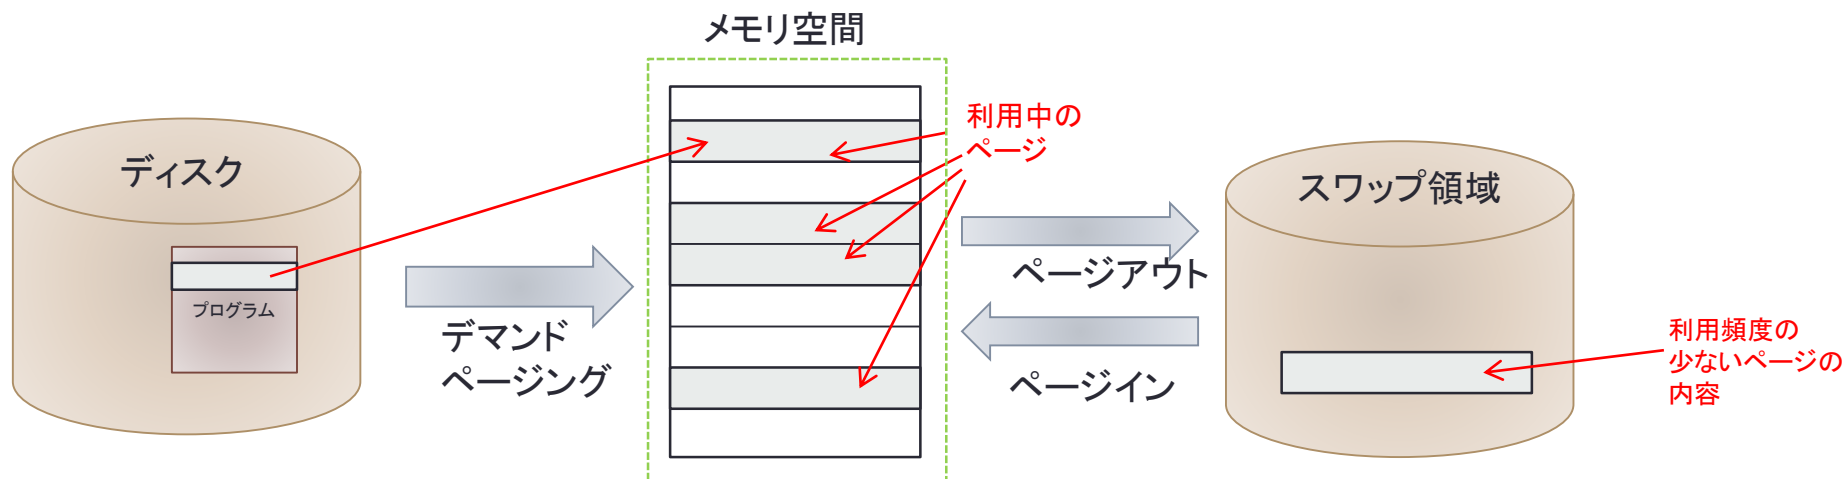 メモリ空間
ディスク
プログラム
デマンド
ページング
利用中の
ページ
ページアウト
ページイン
スワップ領域
利用頻度の
少ないページの
内容